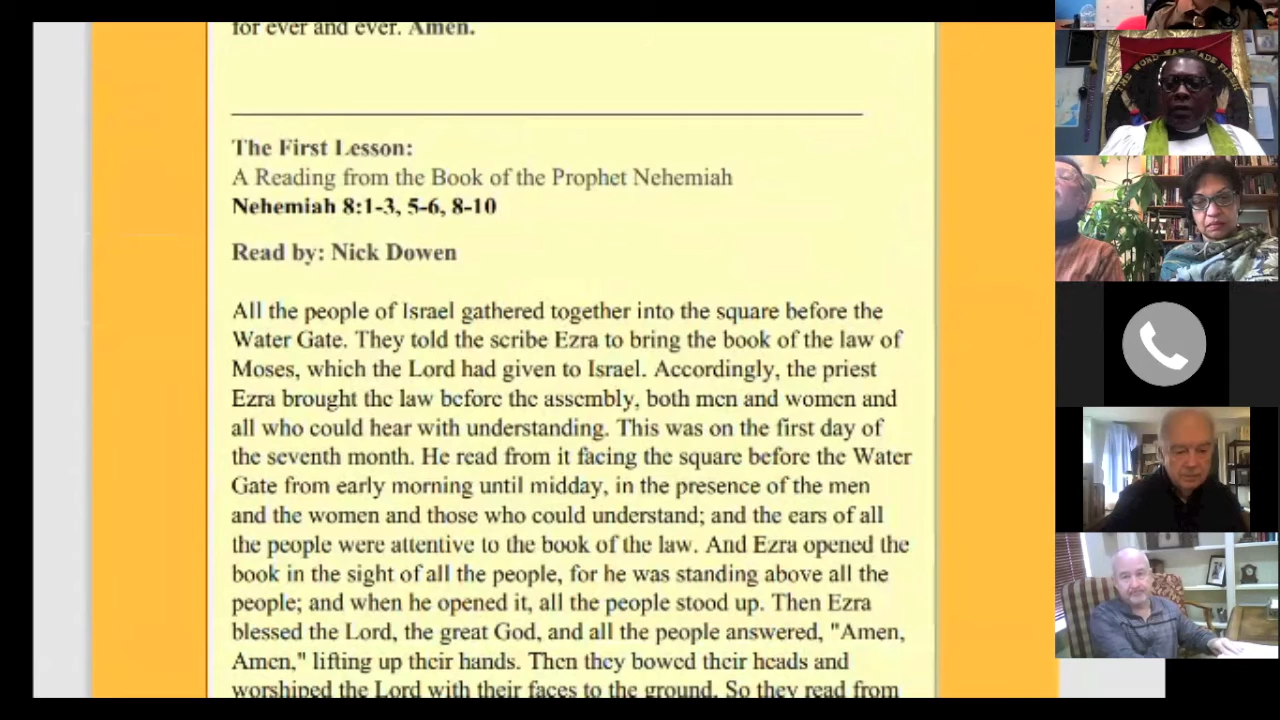 for ever and ever. Amen.
The First Lesson:
A Reading from the Book of the Prophet Nehemiah
Nehemiah 8:1-3, 5-6, 8-10
Read by: Nick Dowen
All the people of Israel gathered together into the square before the
Water Gate. They told the scribe Ezra to bring the book of the law of
Moses, which the Lord had given to Israel. Accordingly, the priest
Ezra brought the law before the assembly, both men and women and
all who could hear with understanding. This was on the first day of
the seventh month. He read from it facing the square before the Water
Gate from early morning until midday, in the presence of the men
and the women and those who could understand; and the ears of all
the people were attentive to the book of the law. And Ezra opened the
book in the sight of all the people, for he was standing above all the
people; and when he opened it, all the people stood up. Then Ezra
blessed the Lord, the great God, and all the people answered, "Amen,
Amen," lifting up their hands. Then they bowed their heads and
worshiped the Lord with their faces to the ground. So they read from
THE WORD WAS MADE FLESH